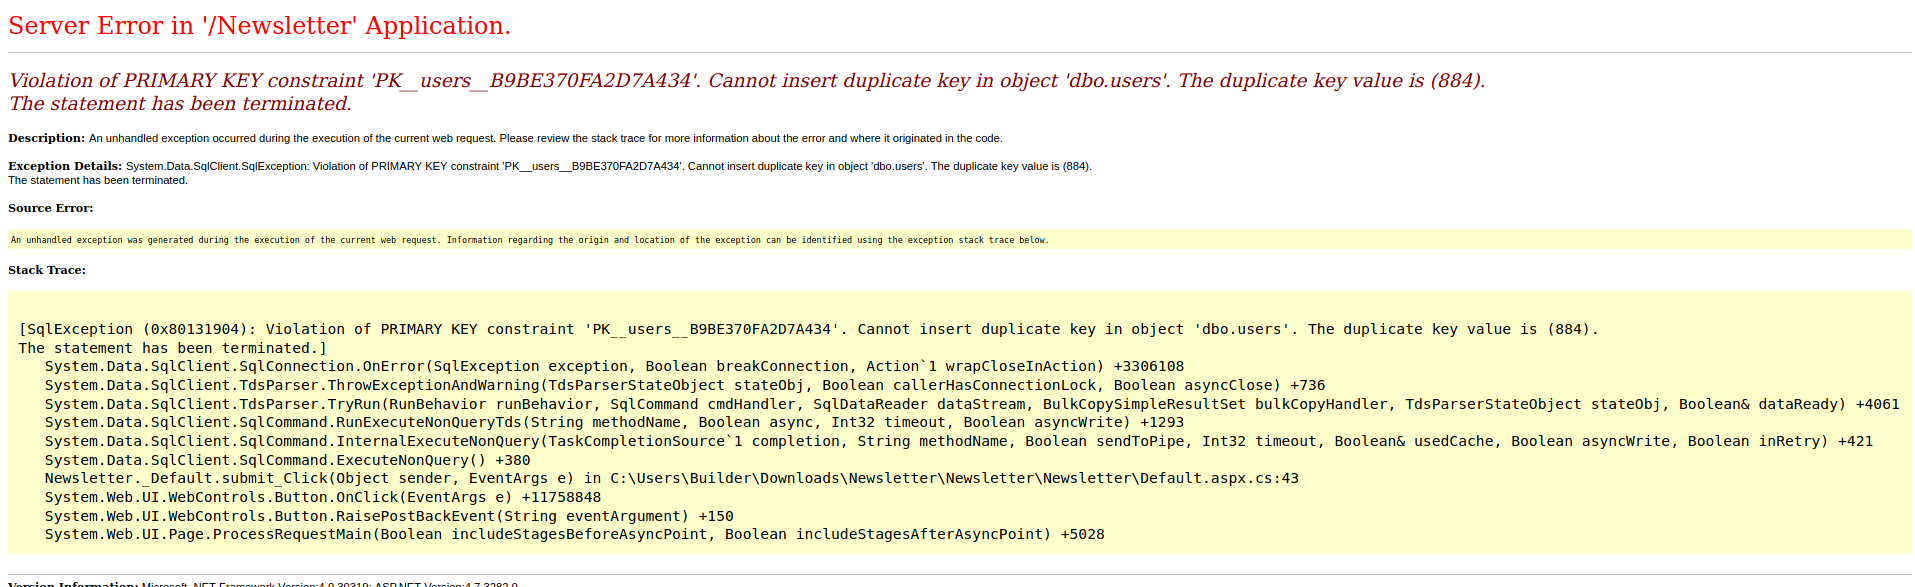 Server Error in '/Newsletter' Application.
Violation of PRIMARY KEY constraint 'PK__users__B9BE370FA2D7A434'. Cannot insert duplicate key in object 'dbo.users'. The duplicate key value is (884).
The statement has been terminated.
Description: An unhandled exception occurred during the execution of the current web request. Please review the stack trace for more information about the error and where it originated in the code.
Exception Details: System.Data.SqlClient.SqlException: Violation of PRIMARY KEY constraint 'PK__users__B9BE370FA2D7A434'. Cannot insert duplicate key in object 'dbo.users'. The duplicate key value is (884).
The statement has been terminated.
Source Error:
An unhandled exception was generated during the execution of the current web request. Information regarding the origin and location of the exception can be identified using the exception stack trace below.
Stack Trace:
[SqlException (0x80131904): Violation of PRIMARY KEY constraint 'PK__users__B9BE370FA2D7A434'. Cannot insert duplicate key in object 'dbo.users'. The duplicate key value is (884).
The statement has been terminated.]
System.Data.SqlClient.SqlConnection.OnError(SqlException exception, Boolean breakConnection, Action`1 wrapCloseInAction) +3306108
System.Data.SqlClient.TdsParser.ThrowExceptionAndWarning(TdsParserStateObject stateObj, Boolean callerHasConnectionLock, Boolean asyncClose) +736
System.Data.SqlClient.TdsParser.TryRun(RunBehavior runBehavior, SqlCommand cmdHandler, SqlDataReader dataStream, BulkCopySimpleResultSet bulkCopyHandler, TdsParserStateObject stateObj, Boolean& dataReady) +4061
System.Data.SqlClient.SqlCommand.RunExecuteNonQueryTds(String methodName, Boolean async, Int32 timeout, Boolean asyncWrite) +1293
System.Data.SqlClient.SqlCommand.InternalExecuteNonQuery(TaskCompletionSource`1 completion, String methodName, Boolean sendToPipe, Int32 timeout, Boolean& usedCache, Boolean asyncWrite, Boolean inRetry) +421
System.Data.SqlClient.SqlCommand.ExecuteNonQuery() +380
Newsletter._Default.submit_Click(Object sender, EventArgs e) in C:\Users\Builder\Downloads\Newsletter\Newsletter\Newsletter\Default.aspx.cs:43
System.Web.UI.WebControls.Button.OnClick(EventArgs e) +11758848
System.Web.UI.WebControls.Button.RaisePostBackEvent(String eventArgument) +150
System.Web.UI.Page.ProcessRequestMain(Boolean includeStagesBeforeAsyncPoint, Boolean includeStagesAfterAsyncPoint) +5028
Version Information: Microsoft .NET Framework Version:4.0.30319; ASP.NET Version:4.7.3282.0